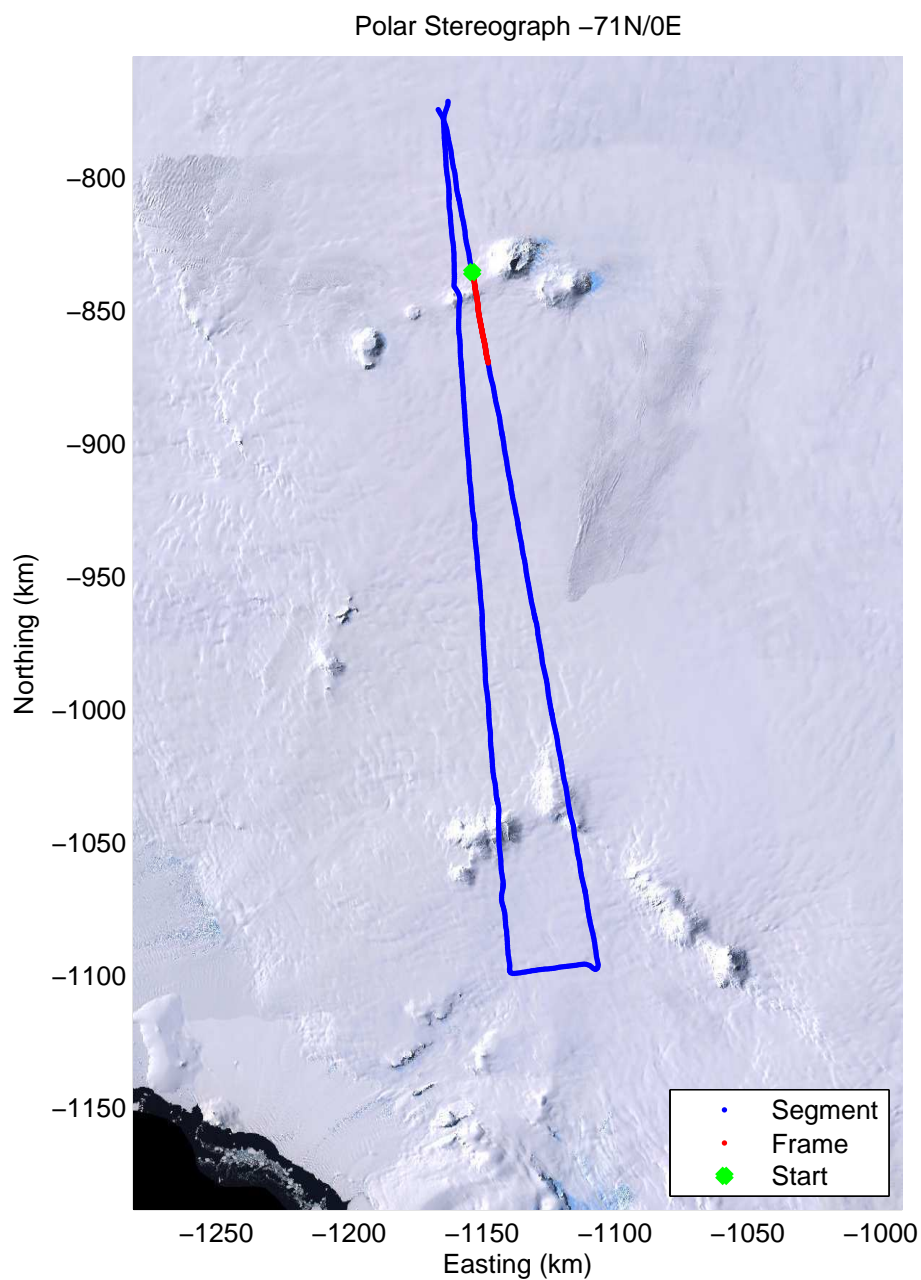 Polar Stereograph −71N/0E
−800
−850
−900
−950
−1000
−1050
−1100
−1150
Northing (km)
Segment
Frame
Start
−1250 −1200 −1150 −1100 −1050 −1000
Easting (km)